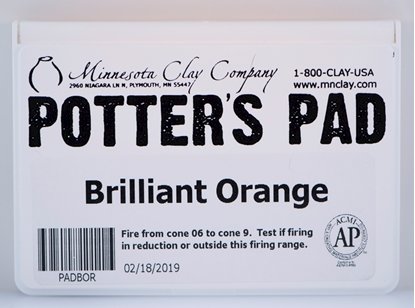 Minnesota Clay Company
1-800-CLAY-USA
2960 NIAGARA LN N, PLYMOUTH, MN 55447
www.mnclay.com
POTTER'S PAD
Brilliant Orange
Fire from cone 06 to cone 9. Test if firing
in reduction or outside this firing range.
PADBOR
02/18/2019
ACMI
AP